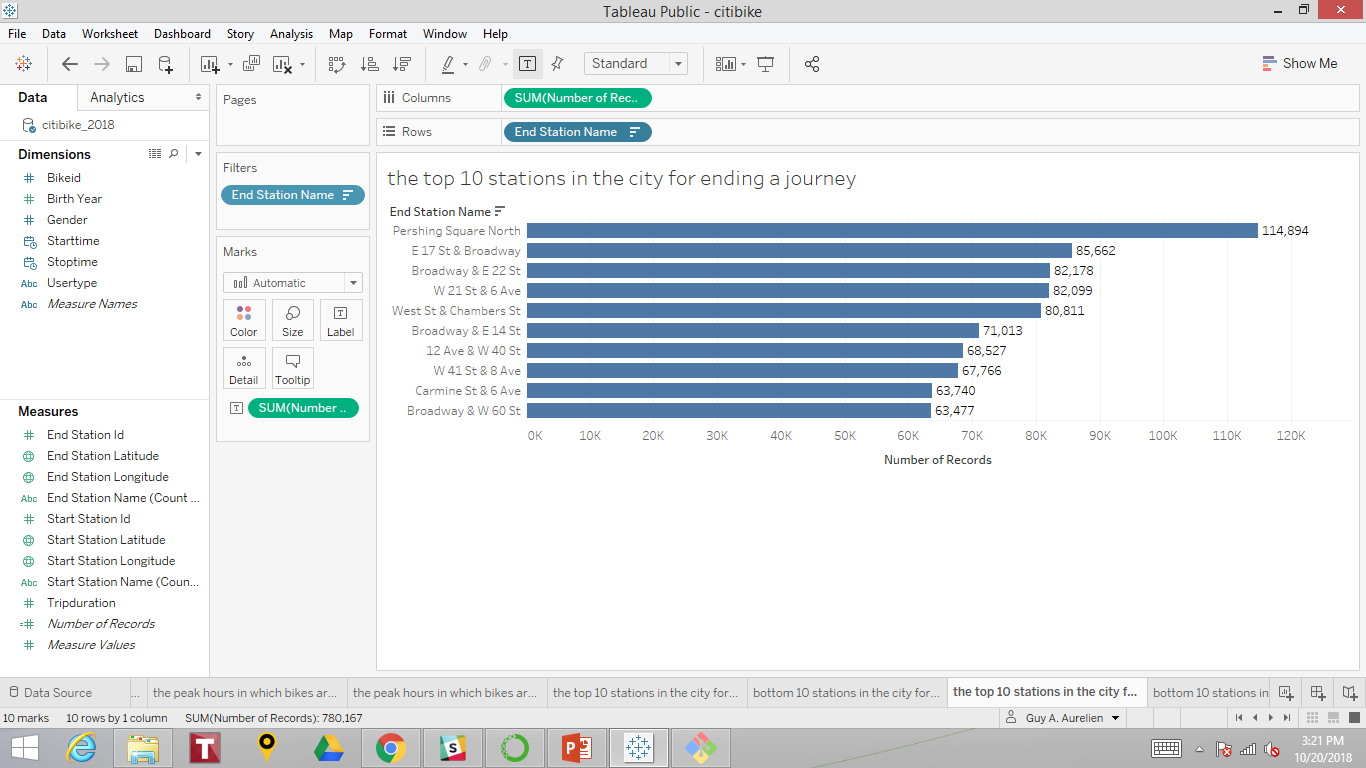 Tableau Public - citibike
File Data Worksheet Dashboard Story Analysis Map Format Window Help
Standard
Show Me
Data Analytics
citibike_2018
Dimensions
Bikeid
Birth Year
Gender
Starttime
Stoptime
Abc Usertype
Abc Measure Names
Measures
End Station Id
End Station Latitude
End Station Longitude
Abc End Station Name (Count ...
Start Station Id
Start Station Latitude
Start Station Longitude
Abc Start Station Name (Coun...
Tripduration
Number of Records
Measure Values
Pages
Filters
End Station Name
Marks
Automatic
Color Size Label
Detail Tooltip
SUM(Number ..
Columns SUM(Number of Rec..
Rows End Station Name
the top 10 stations in the city for ending a journey
End Station Name
Pershing Square North 114,894
E 17 St & Broadway 85,662
Broadway & E 22 St 82,178
W 21 St & 6 Ave 82,099
West St & Chambers St 80,811
Broadway & E 14 St 71,013
12 Ave & W 40 St 68,527
W 41 St & 8 Ave 67,766
Carmine St & 6 Ave 63,740
Broadway & W 60 St 63,477
0K 10K 20K 30K 40K 50K 60K 70K 80K 90K 100K 110K 120K
Number of Records
Data Source ... the peak hours in which bikes ar... the peak hours in which bikes ar... the top 10 stations in the city for... bottom 10 stations in the city for... the top 10 stations in the city f... bottom 10 stations in
10 marks 10 rows by 1 column SUM(Number of Records): 780,167 Guy A. Aurelien
3:21 PM
10/20/2018